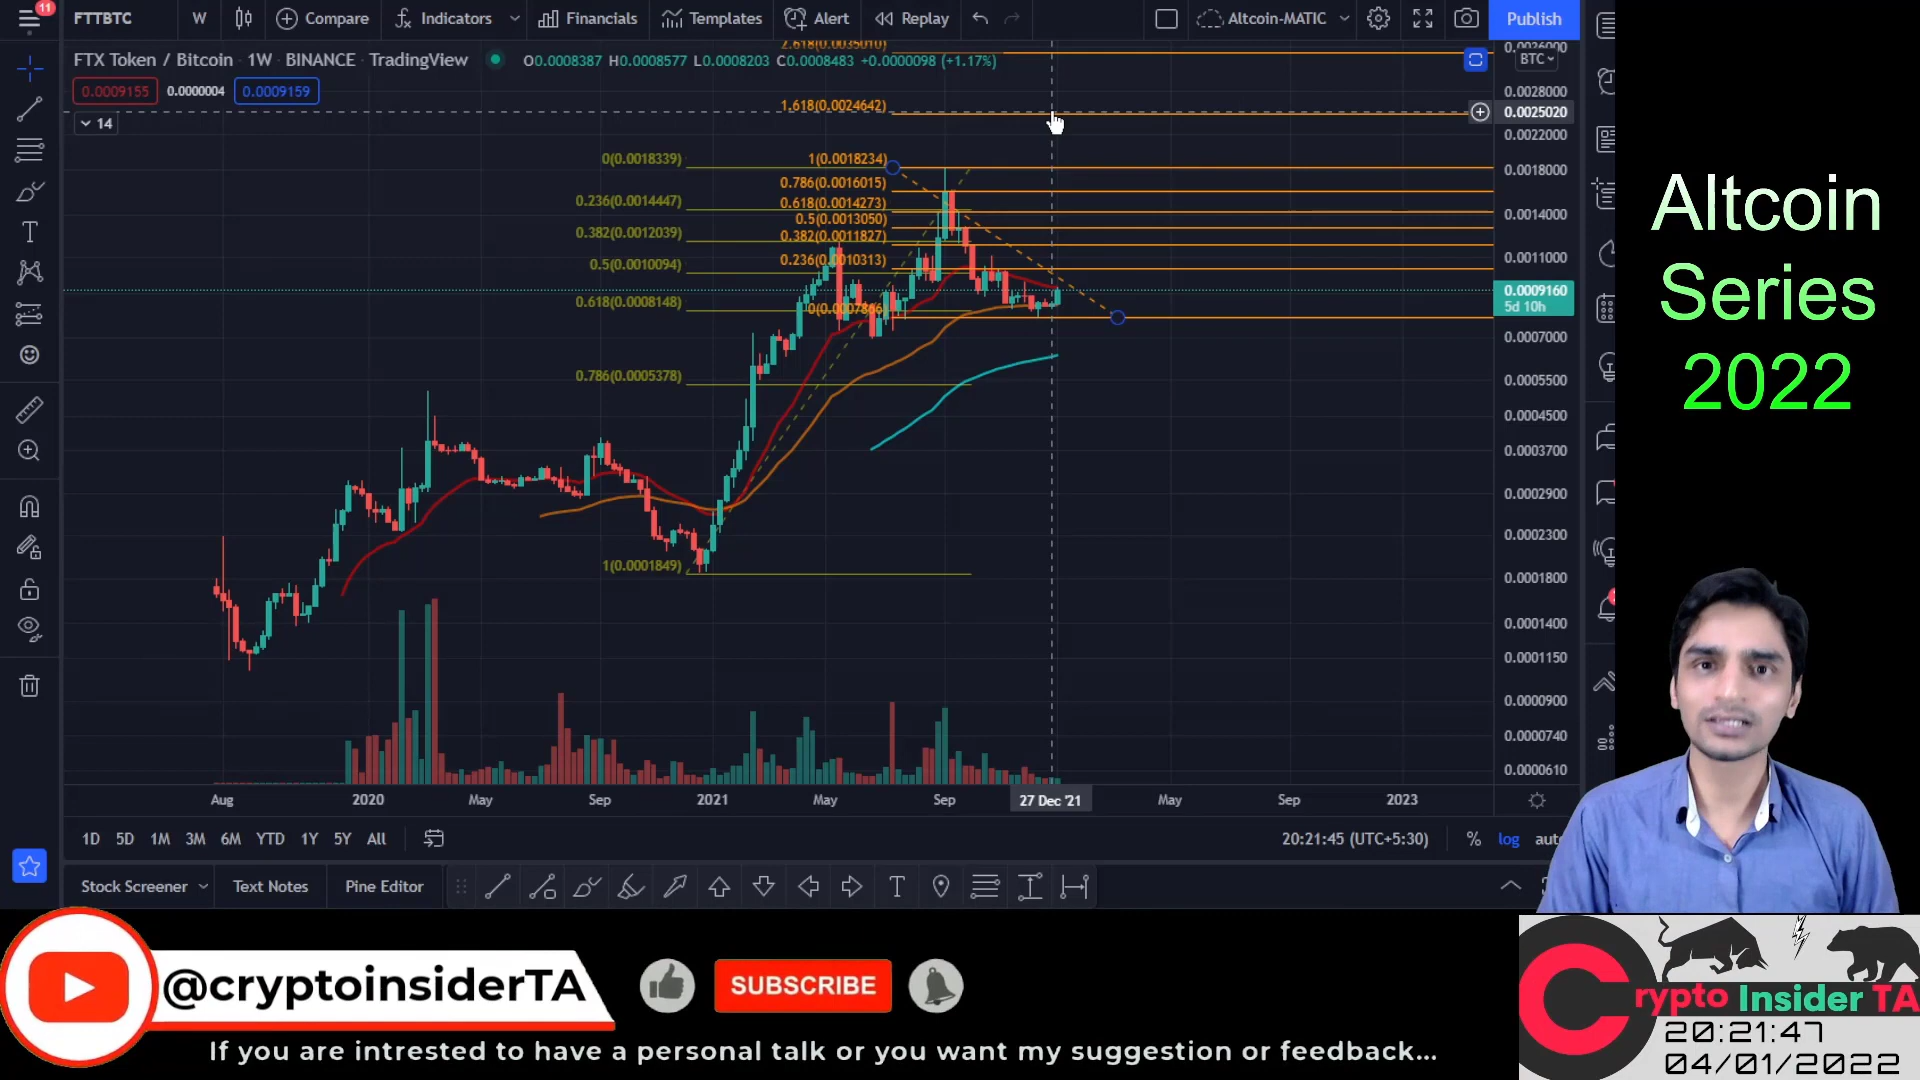 11
FTTBTC
W
Compare
Indicators
Financials
Templates
Alert
Replay
Altcoin-MATIC
Publish
FTX Token / Bitcoin · 1W · BINANCE · TradingView
O0.0008387 H0.0008577 L0.0008203 C0.0008483 +0.0000098 (+1.17%)
BTC
0.0009155
0.0000004
0.0009159
14
2.618(0.0035010)
1.618(0.0024642)
1(0.0018234)
0.786(0.0016015)
0.618(0.0014273)
0.5(0.0013050)
0.382(0.0011827)
0.236(0.0010313)
0(0.0007866)
0(0.0018339)
0.236(0.0014447)
0.382(0.0012039)
0.5(0.0010094)
0.618(0.0008148)
0.786(0.0005378)
1(0.0001849)
0.0028000
0.0025020
0.0022000
0.0018000
0.0014000
0.0011000
0.0009160
5d 10h
0.0007000
0.0005500
0.0004500
0.0003700
0.0002900
0.0002300
0.0001800
0.0001400
0.0001150
0.0000900
0.0000740
0.0000610
Aug
2020
May
Sep
2021
May
Sep
27 Dec '21
May
Sep
2023
1D 5D 1M 3M 6M YTD 1Y 5Y All
20:21:45 (UTC+5:30)
%
log
Stock Screener
Text Notes
Pine Editor
Altcoin
Series
2022
@cryptoinsiderTA
SUBSCRIBE
If you are intrested to have a personal talk or you want my suggestion or feedback...
Crypto Insider TA
20:21:47
04/01/2022